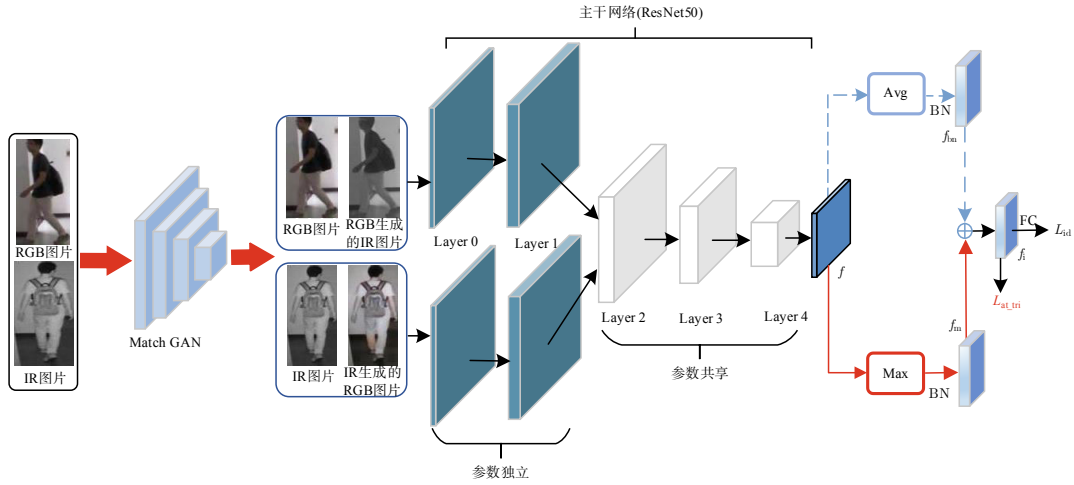 主干网络(ResNet50)
RGB图片
IR图片
Match GAN
RGB图片
RGB生成
的IR图片
IR图片
IR生成的
RGB图片
Layer 0
Layer 1
参数独立
Layer 2
Layer 3
Layer 4
参数共享
f
Avg
BN
fbn
Max
BN
fm
FC
fi
Lid
Lat_tri